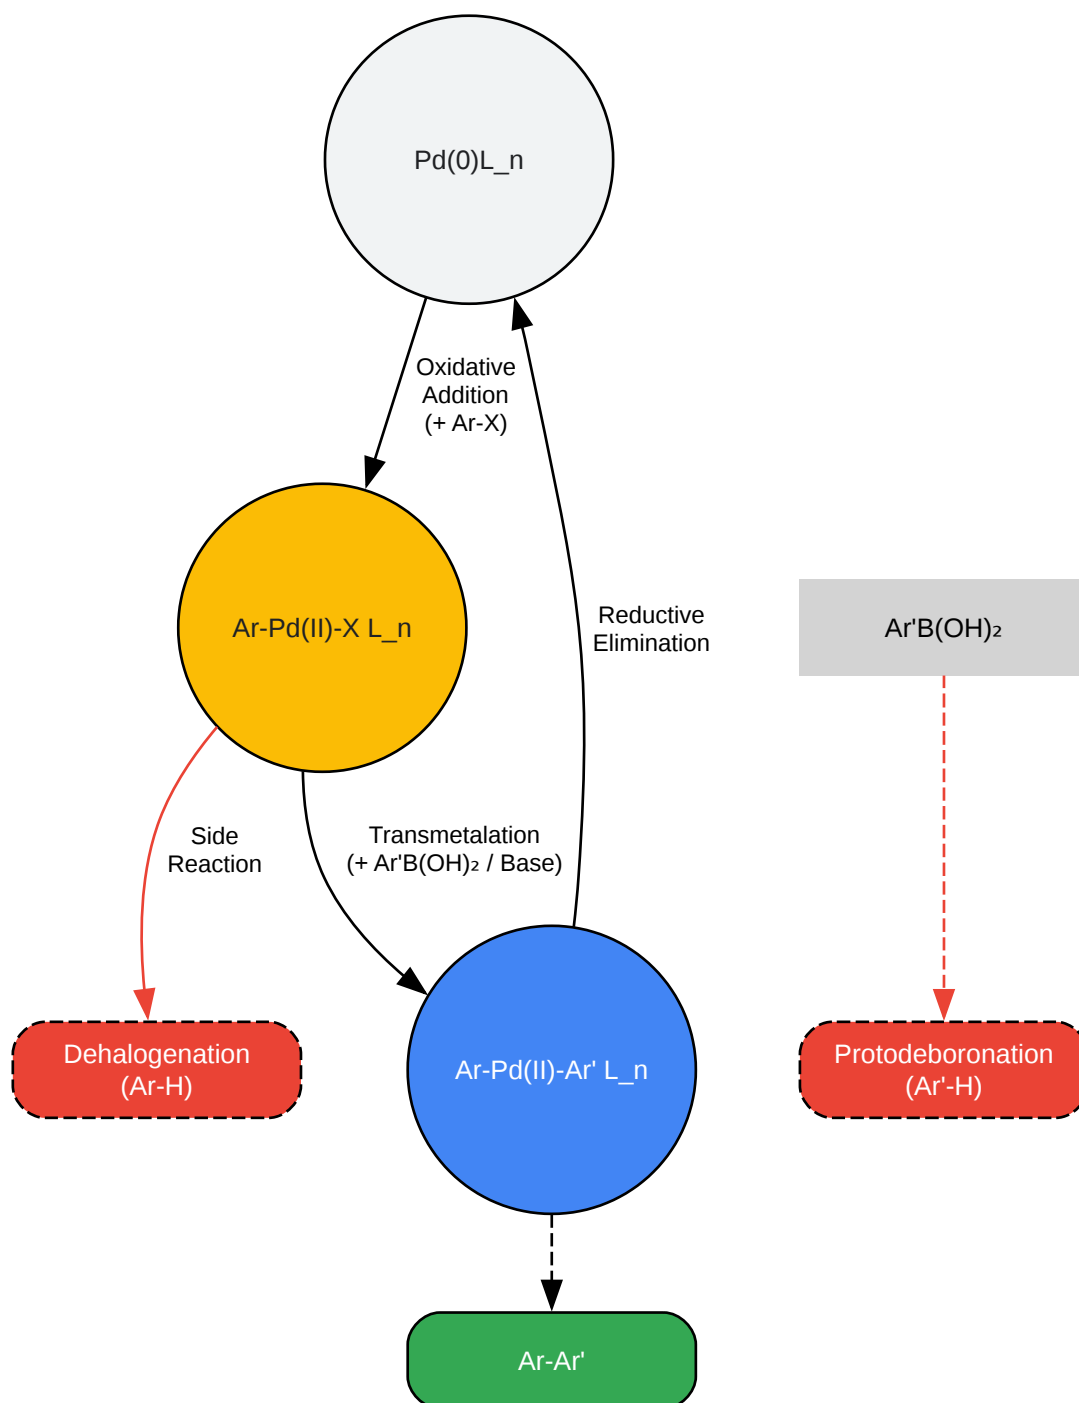 Pd(0)L_n
Oxidative
Addition
(+ Ar-X)
Ar-Pd(II)-X L_n
Reductive
Elimination
Ar'B(OH)₂
Side
Reaction
Transmetalation
(+ Ar'B(OH)₂ / Base)
Dehalogenation
(Ar-H)
Ar-Pd(II)-Ar' L_n
Protodeboronation
(Ar'-H)
Ar-Ar'